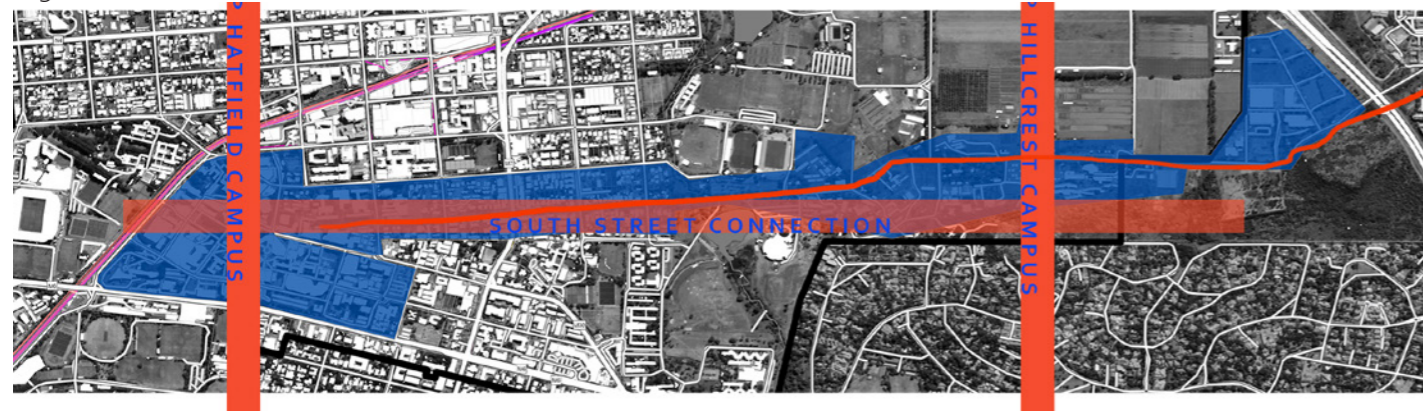 P HATFIELD CAMPUS
P HILLCREST CAMPUS
SOUTH STREET CONNECTION